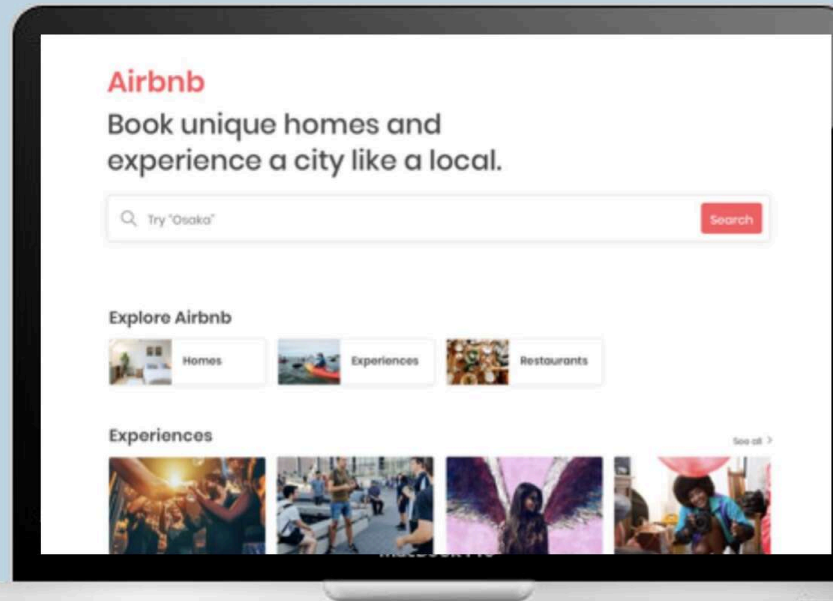 Airbnb
Book unique homes and
experience a city like a local.
Try "Osaka"
Search
Explore Airbnb
Homes
Experiences
Restaurants
Experiences
See all >